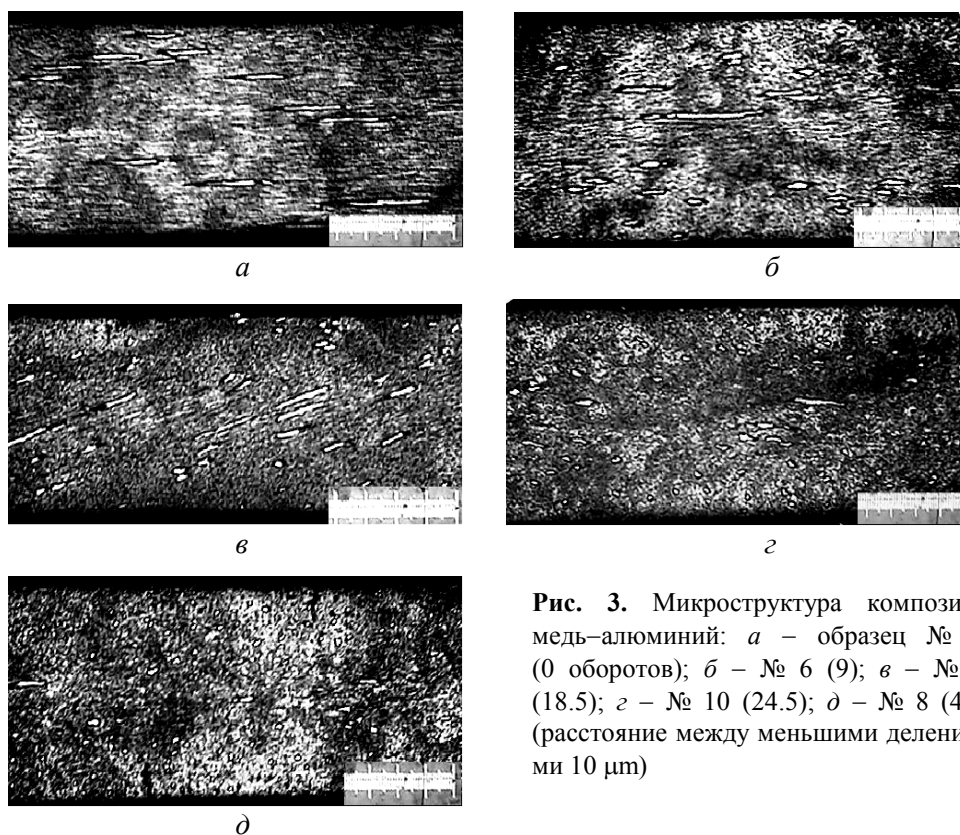 а
б
в
г
Рис. 3. Микроструктура компози
медь–алюминий: а – образец №
(0 оборотов); б – № 6 (9); в – №
(18.5); г – № 10 (24.5); д – № 8 (4
(расстояние между меньшими делени
ми 10 μm)
д